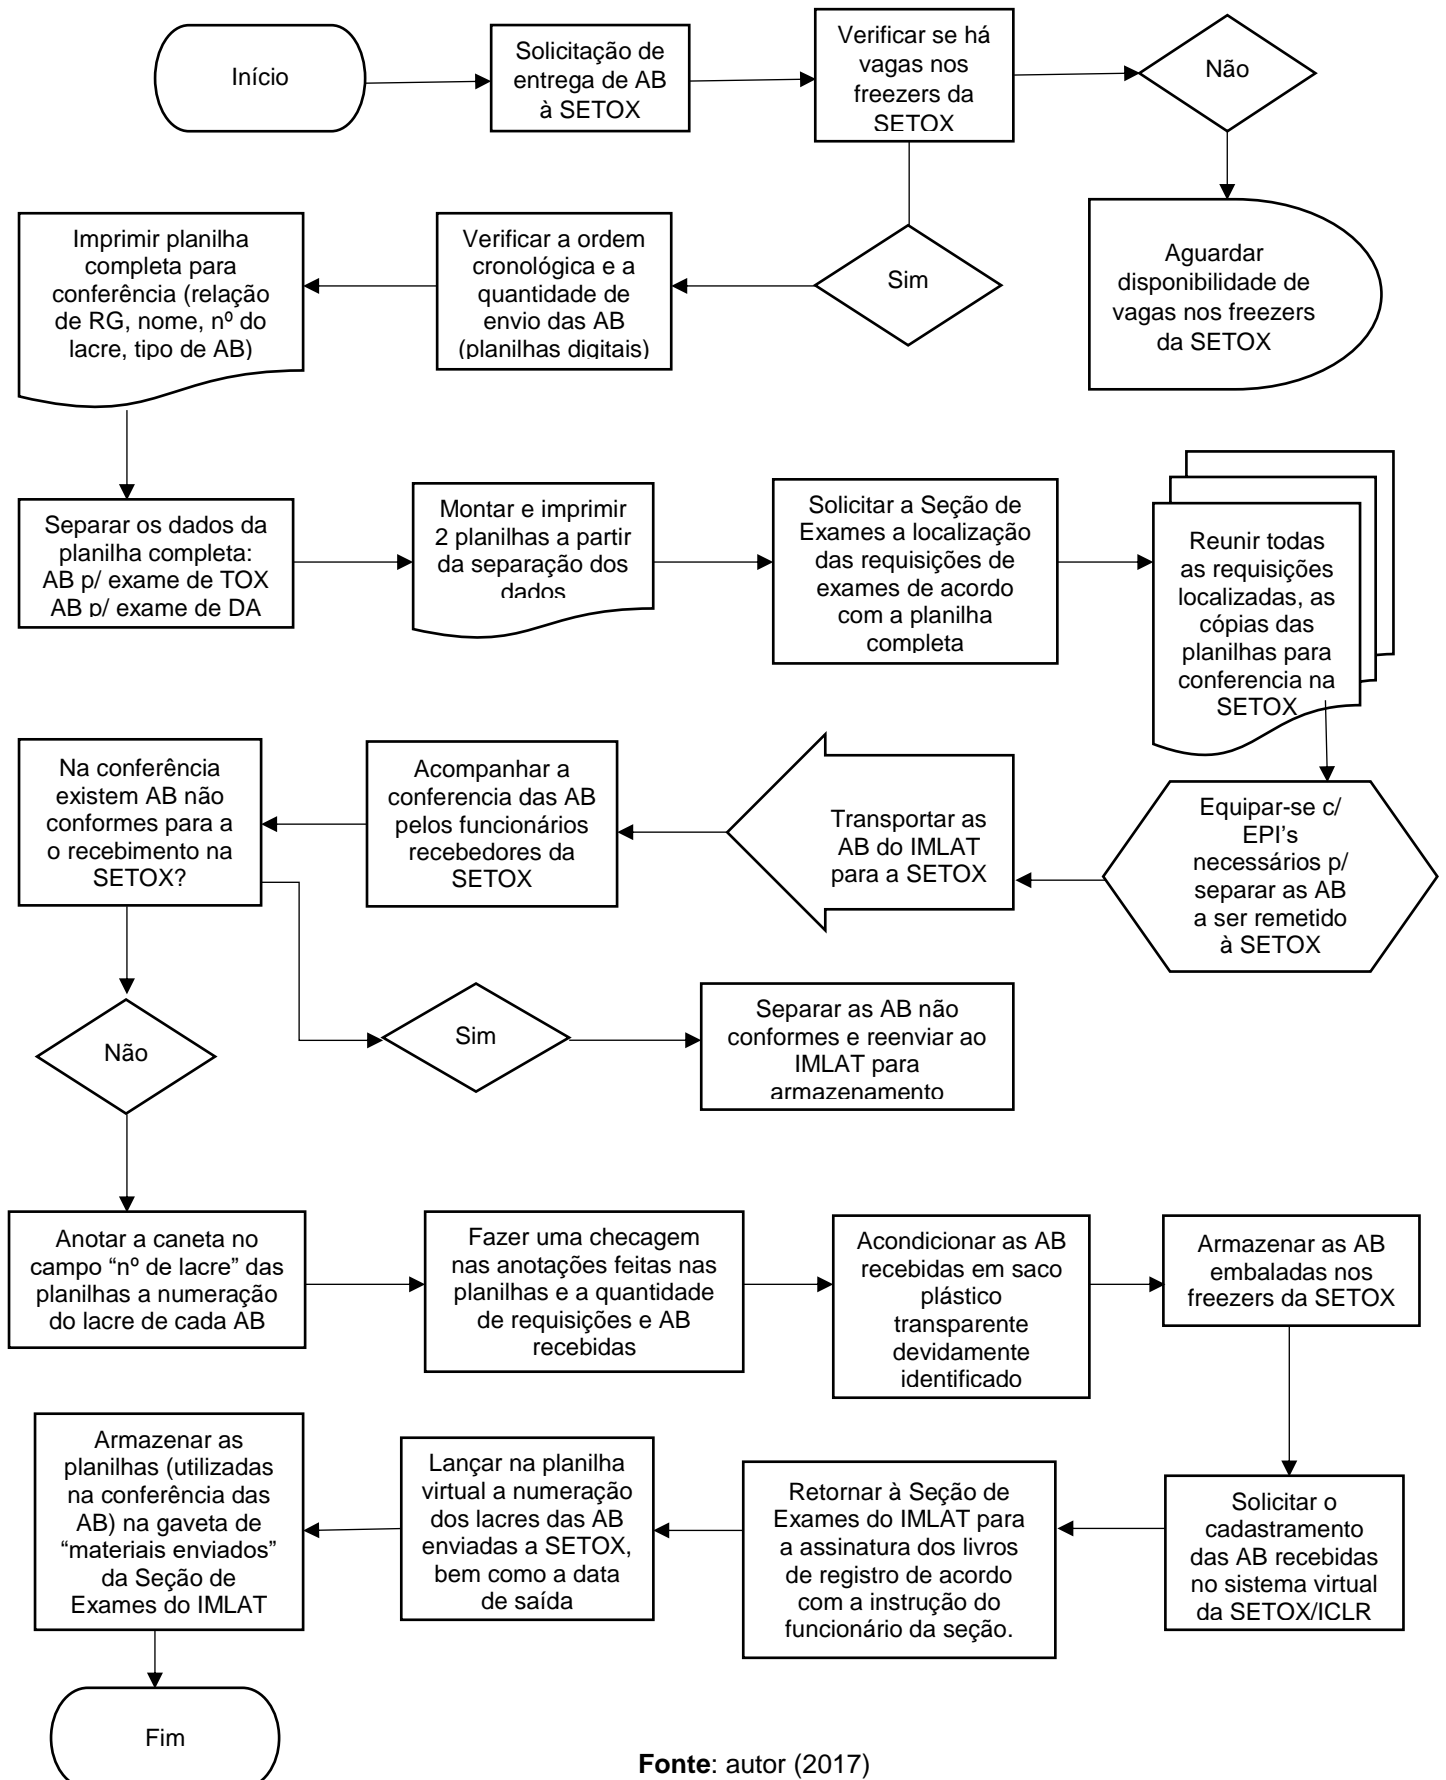 Início
Solicitação de
entrega de AB
à SETOX
Verificar se há
vagas nos
freezers da
SETOX
Não
Imprimir planilha
completa para
conferência (relação
de RG, nome, nº do
lacre, tipo de AB)
Verificar a ordem
cronológica e a
quantidade de
envio das AB
(planilhas digitais)
Sim
Aguardar
disponibilidade de
vagas nos freezers
da SETOX
Separar os dados da
planilha completa:
AB p/ exame de TOX
AB p/ exame de DA
Montar e imprimir
2 planilhas a partir
da separação dos
dados
Solicitar a Seção de
Exames a localização
das requisições de
exames de acordo
com a planilha
completa
Reunir todas
as requisições
localizadas, as
cópias das
planilhas para
conferencia na
SETOX
Na conferência
existem AB não
conformes para a
o recebimento na
SETOX?
Acompanhar a
conferencia das AB
pelos funcionários
recebedores da
SETOX
Transportar as
AB do IMLAT
para a SETOX
Equipar-se c/
EPI’s
necessários p/
separar as AB
a ser remetido
à SETOX
Não
Sim
Separar as AB não
conformes e reenviar ao
IMLAT para
armazenamento
Anotar a caneta no
campo “nº de lacre” das
planilhas a numeração
do lacre de cada AB
Fazer uma checagem
nas anotações feitas nas
planilhas e a quantidade
de requisições e AB
recebidas
Acondicionar as AB
recebidas em saco
plástico
transparente
devidamente
identificado
Armazenar as AB
embaladas nos
freezers da SETOX
Armazenar as
planilhas (utilizadas
na conferência das
AB) na gaveta de
“materiais enviados”
da Seção de
Exames do IMLAT
Lançar na planilha
virtual a numeração
dos lacres das AB
enviadas a SETOX,
bem como a data
de saída
Retornar à Seção de
Exames do IMLAT para
a assinatura dos livros
de registro de acordo
com a instrução do
funcionário da seção.
Solicitar o
cadastramento
das AB recebidas
no sistema virtual
da SETOX/ICLR
Fim
Fonte: autor (2017)